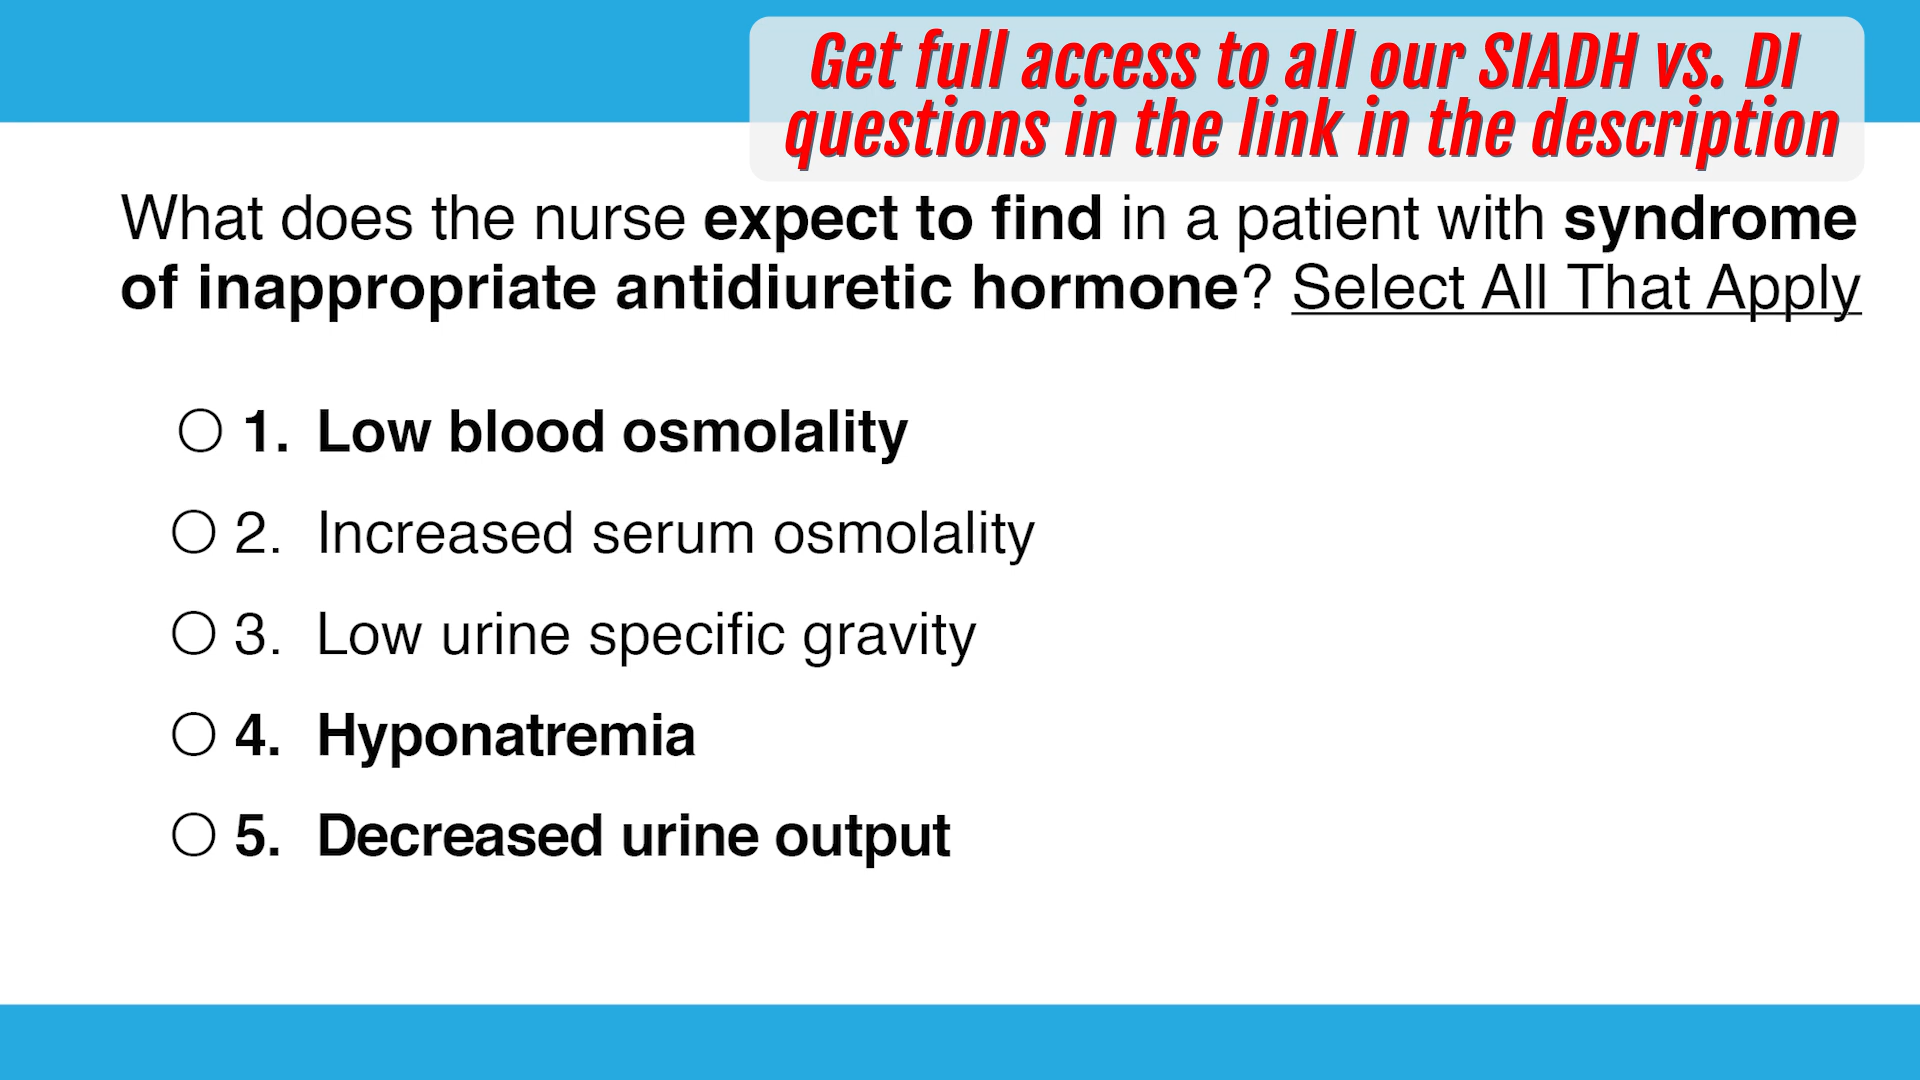 Get full access to all our SIADH vs. DI
questions in the link in the description
What does the nurse expect to find in a patient with syndrome
of inappropriate antidiuretic hormone? Select All That Apply
1. Low blood osmolality
2. Increased serum osmolality
3. Low urine specific gravity
4. Hyponatremia
5. Decreased urine output